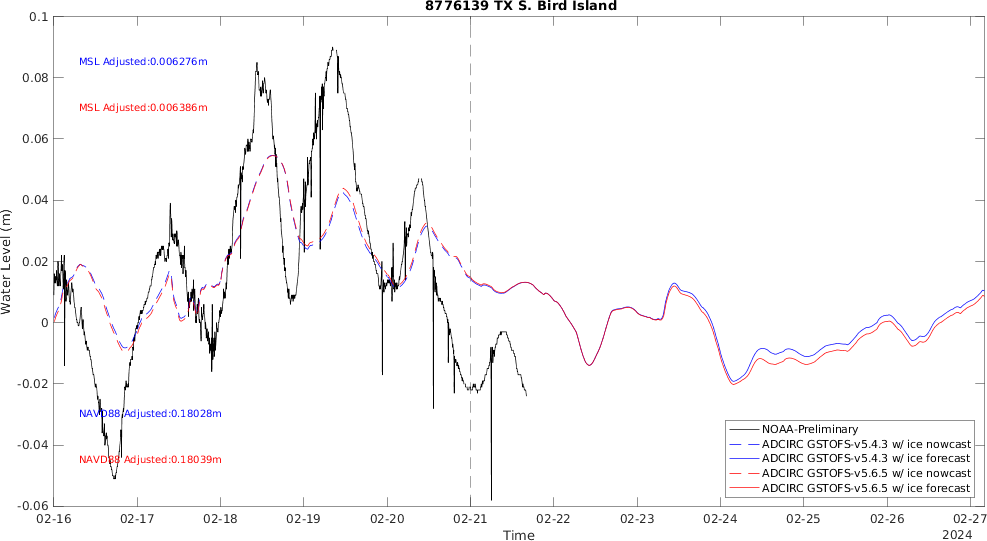 8776139 TX S. Bird Island
0.1
0.08
0.06
0.04
0.02
0
-0.02
-0.04
-0.06
Water Level (m)
MSL Adjusted:0.006276m
MSL Adjusted:0.006386m
NAVD88 Adjusted:0.18028m
NAVD88 Adjusted:0.18039m
NOAA-Preliminary
ADCIRC GSTOFS-v5.4.3 w/ ice nowcast
ADCIRC GSTOFS-v5.4.3 w/ ice forecast
ADCIRC GSTOFS-v5.6.5 w/ ice nowcast
ADCIRC GSTOFS-v5.6.5 w/ ice forecast
02-16 02-17 02-18 02-19 02-20 02-21 02-22 02-23 02-24 02-25 02-26 02-27
Time
2024